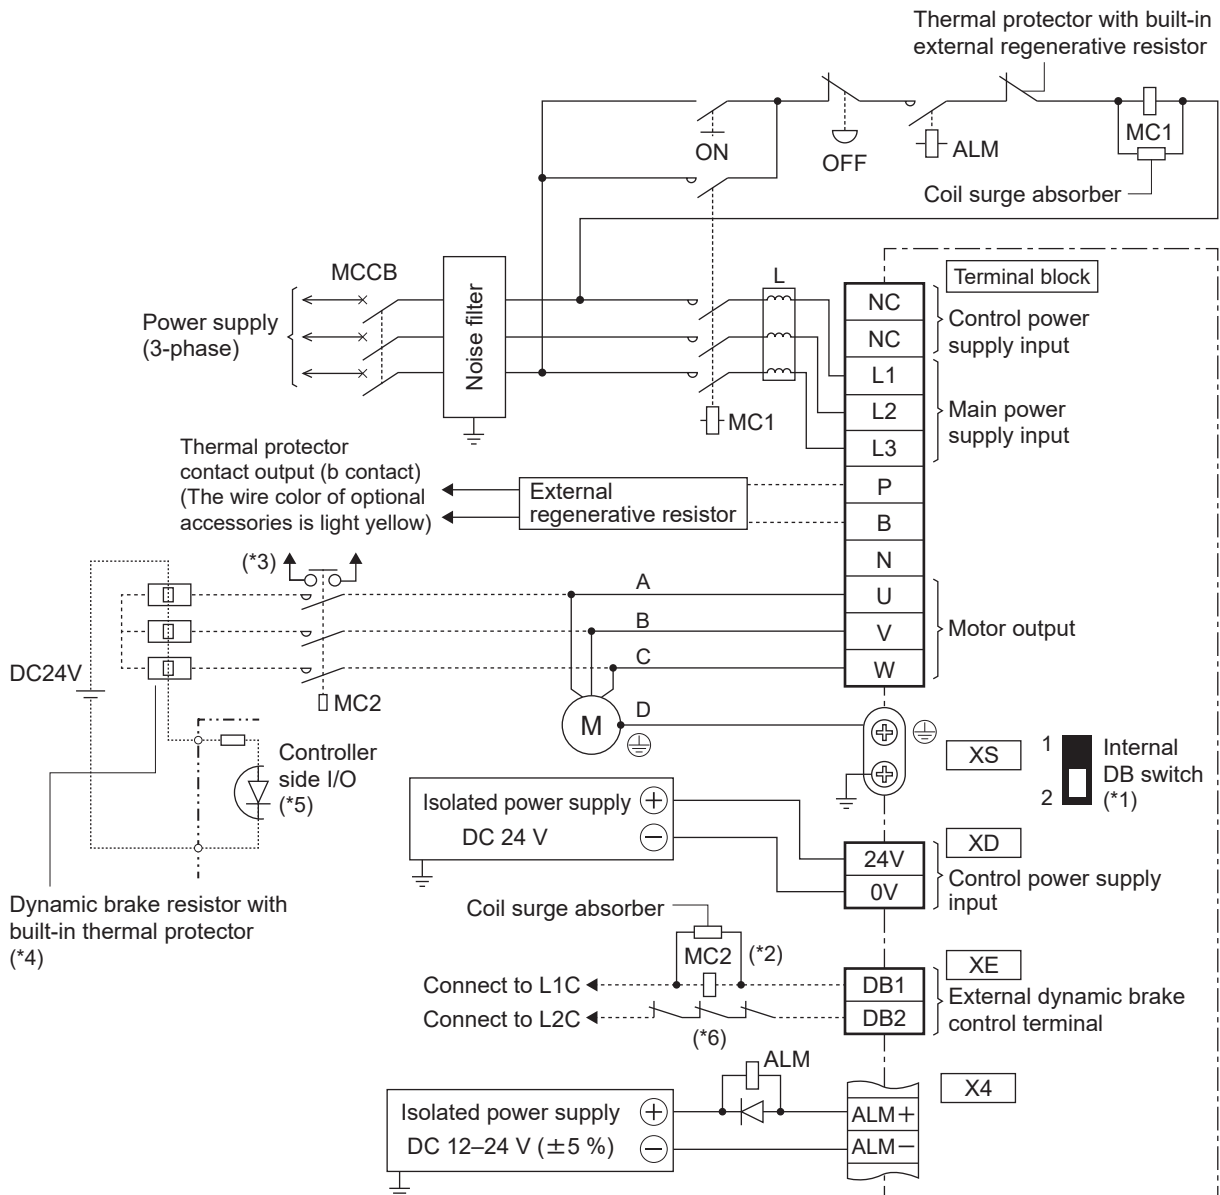 Thermal protector with built-in
external regenerative resistor
ON
OFF
ALM
MC1
Coil surge absorber
MCCB
Power supply
(3-phase)
Noise filter
L
MC1
Terminal block
NC
NC
L1
L2
L3
P
B
N
U
V
W
Control power
supply input
Main power
supply input
Motor output
Thermal protector
contact output (b contact)
(The wire color of optional
accessories is light yellow)
External
regenerative resistor
(*3)
A
B
C
D
M
DC24V
MC2
Controller
side I/O
(*5)
Dynamic brake resistor with
built-in thermal protector
(*4)
XS
1
2
Internal
DB switch
(*1)
Isolated power supply +
DC 24 V −
XD
24V
0V
Control power supply
input
Coil surge absorber
MC2
(*2)
Connect to L1C
Connect to L2C
(*6)
XE
DB1
DB2
External dynamic brake
control terminal
ALM
Isolated power supply +
DC 12–24 V (±5 %) −
X4
ALM+
ALM−